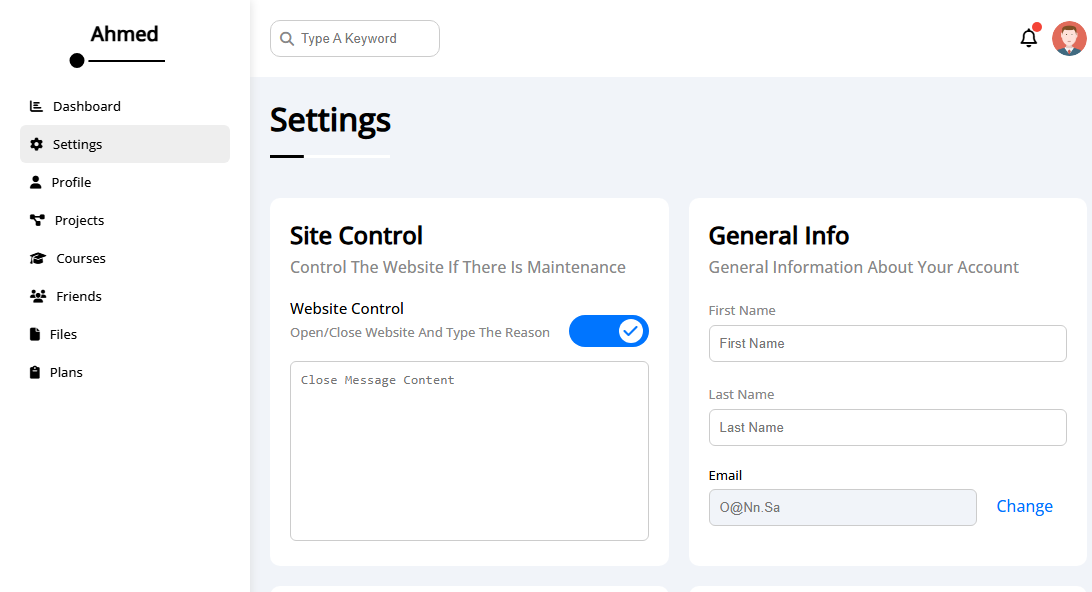 Ahmed
Dashboard
Settings
Profile
Projects
Courses
Friends
Files
Plans
Type A Keyword
Settings
Site Control
Control The Website If There Is Maintenance
Website Control
Open/Close Website And Type The Reason
Close Message Content
General Info
General Information About Your Account
First Name
First Name
Last Name
Last Name
Email
O@Nn.Sa
Change